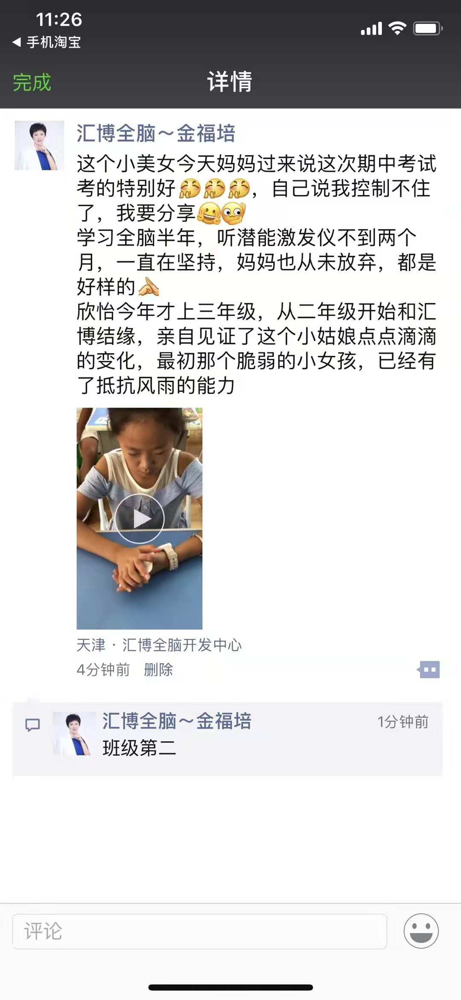 11:26
◀ 手机淘宝
完成
详情
汇博全脑～金福培
这个小美女今天妈妈过来说这次期中考试
考的特别好🤭🤭🤭，自己说我控制不住
了，我要分享
学习全脑半年，听潜能激发仪不到两个
月，一直在坚持，妈妈也从未放弃，都是
好样的
欣怡今年才上三年级，从二年级开始和汇
博结缘，亲自见证了这个小姑娘点点滴滴
的变化，最初那个脆弱的小女孩，已经有
了抵抗风雨的能力
天津 · 汇博全脑开发中心
4分钟前 删除
汇博全脑～金福培 1分钟前
班级第二
评论